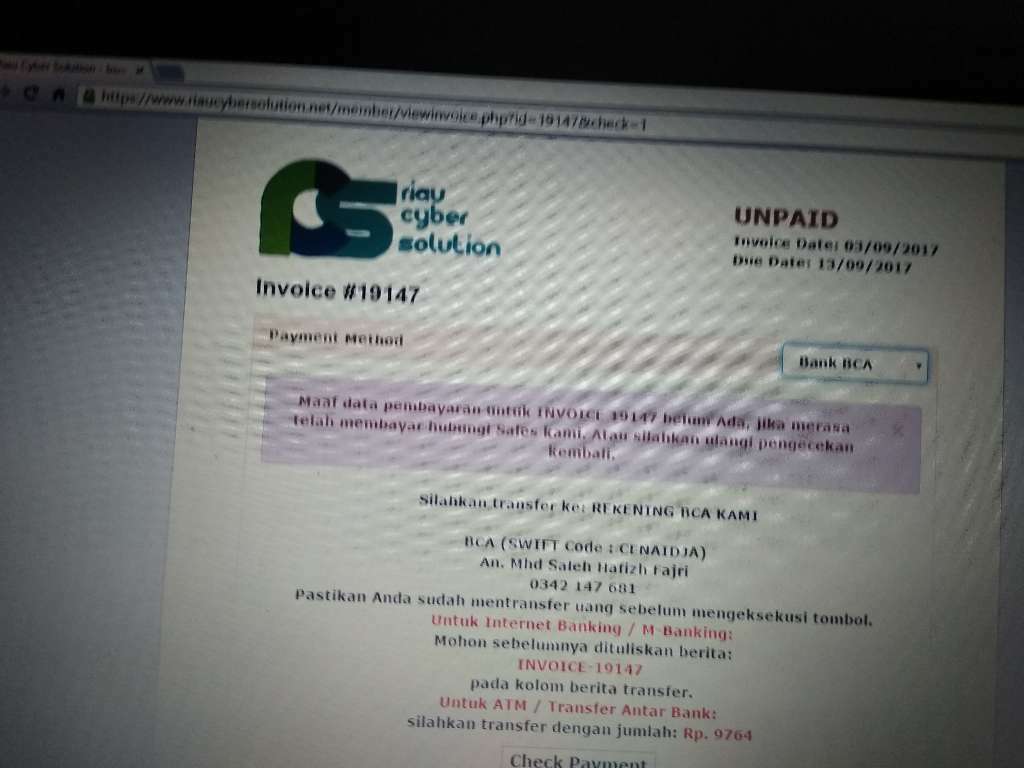 Riau Cyber Solution -
https://www.riaucybersolution.net/member/viewinvoice.php?id=19147&check=1
riau
cyber
solution
UNPAID
Invoice Date: 03/09/2017
Due Date: 13/09/2017
Invoice #19147
Payment Method
Bank BCA
Maaf data pembayaran untuk INVOICE 19147 belum Ada, jika merasa
telah membayar hubungi Sales kami. Atau silahkan ulangi pengecekan
kembali.
Silahkan transfer ke: REKENING BCA KAMI
BCA (SWIFT Code : CENAIDJA)
An. Mhd Saleh Hafizh Fajri
0342 147 681
Pastikan Anda sudah mentransfer uang sebelum mengeksekusi tombol.
Untuk Internet Banking / M-Banking:
Mohon sebelumnya dituliskan berita:
INVOICE-19147
pada kolom berita transfer.
Untuk ATM / Transfer Antar Bank:
silahkan transfer dengan jumlah: Rp. 9764
Check Payment